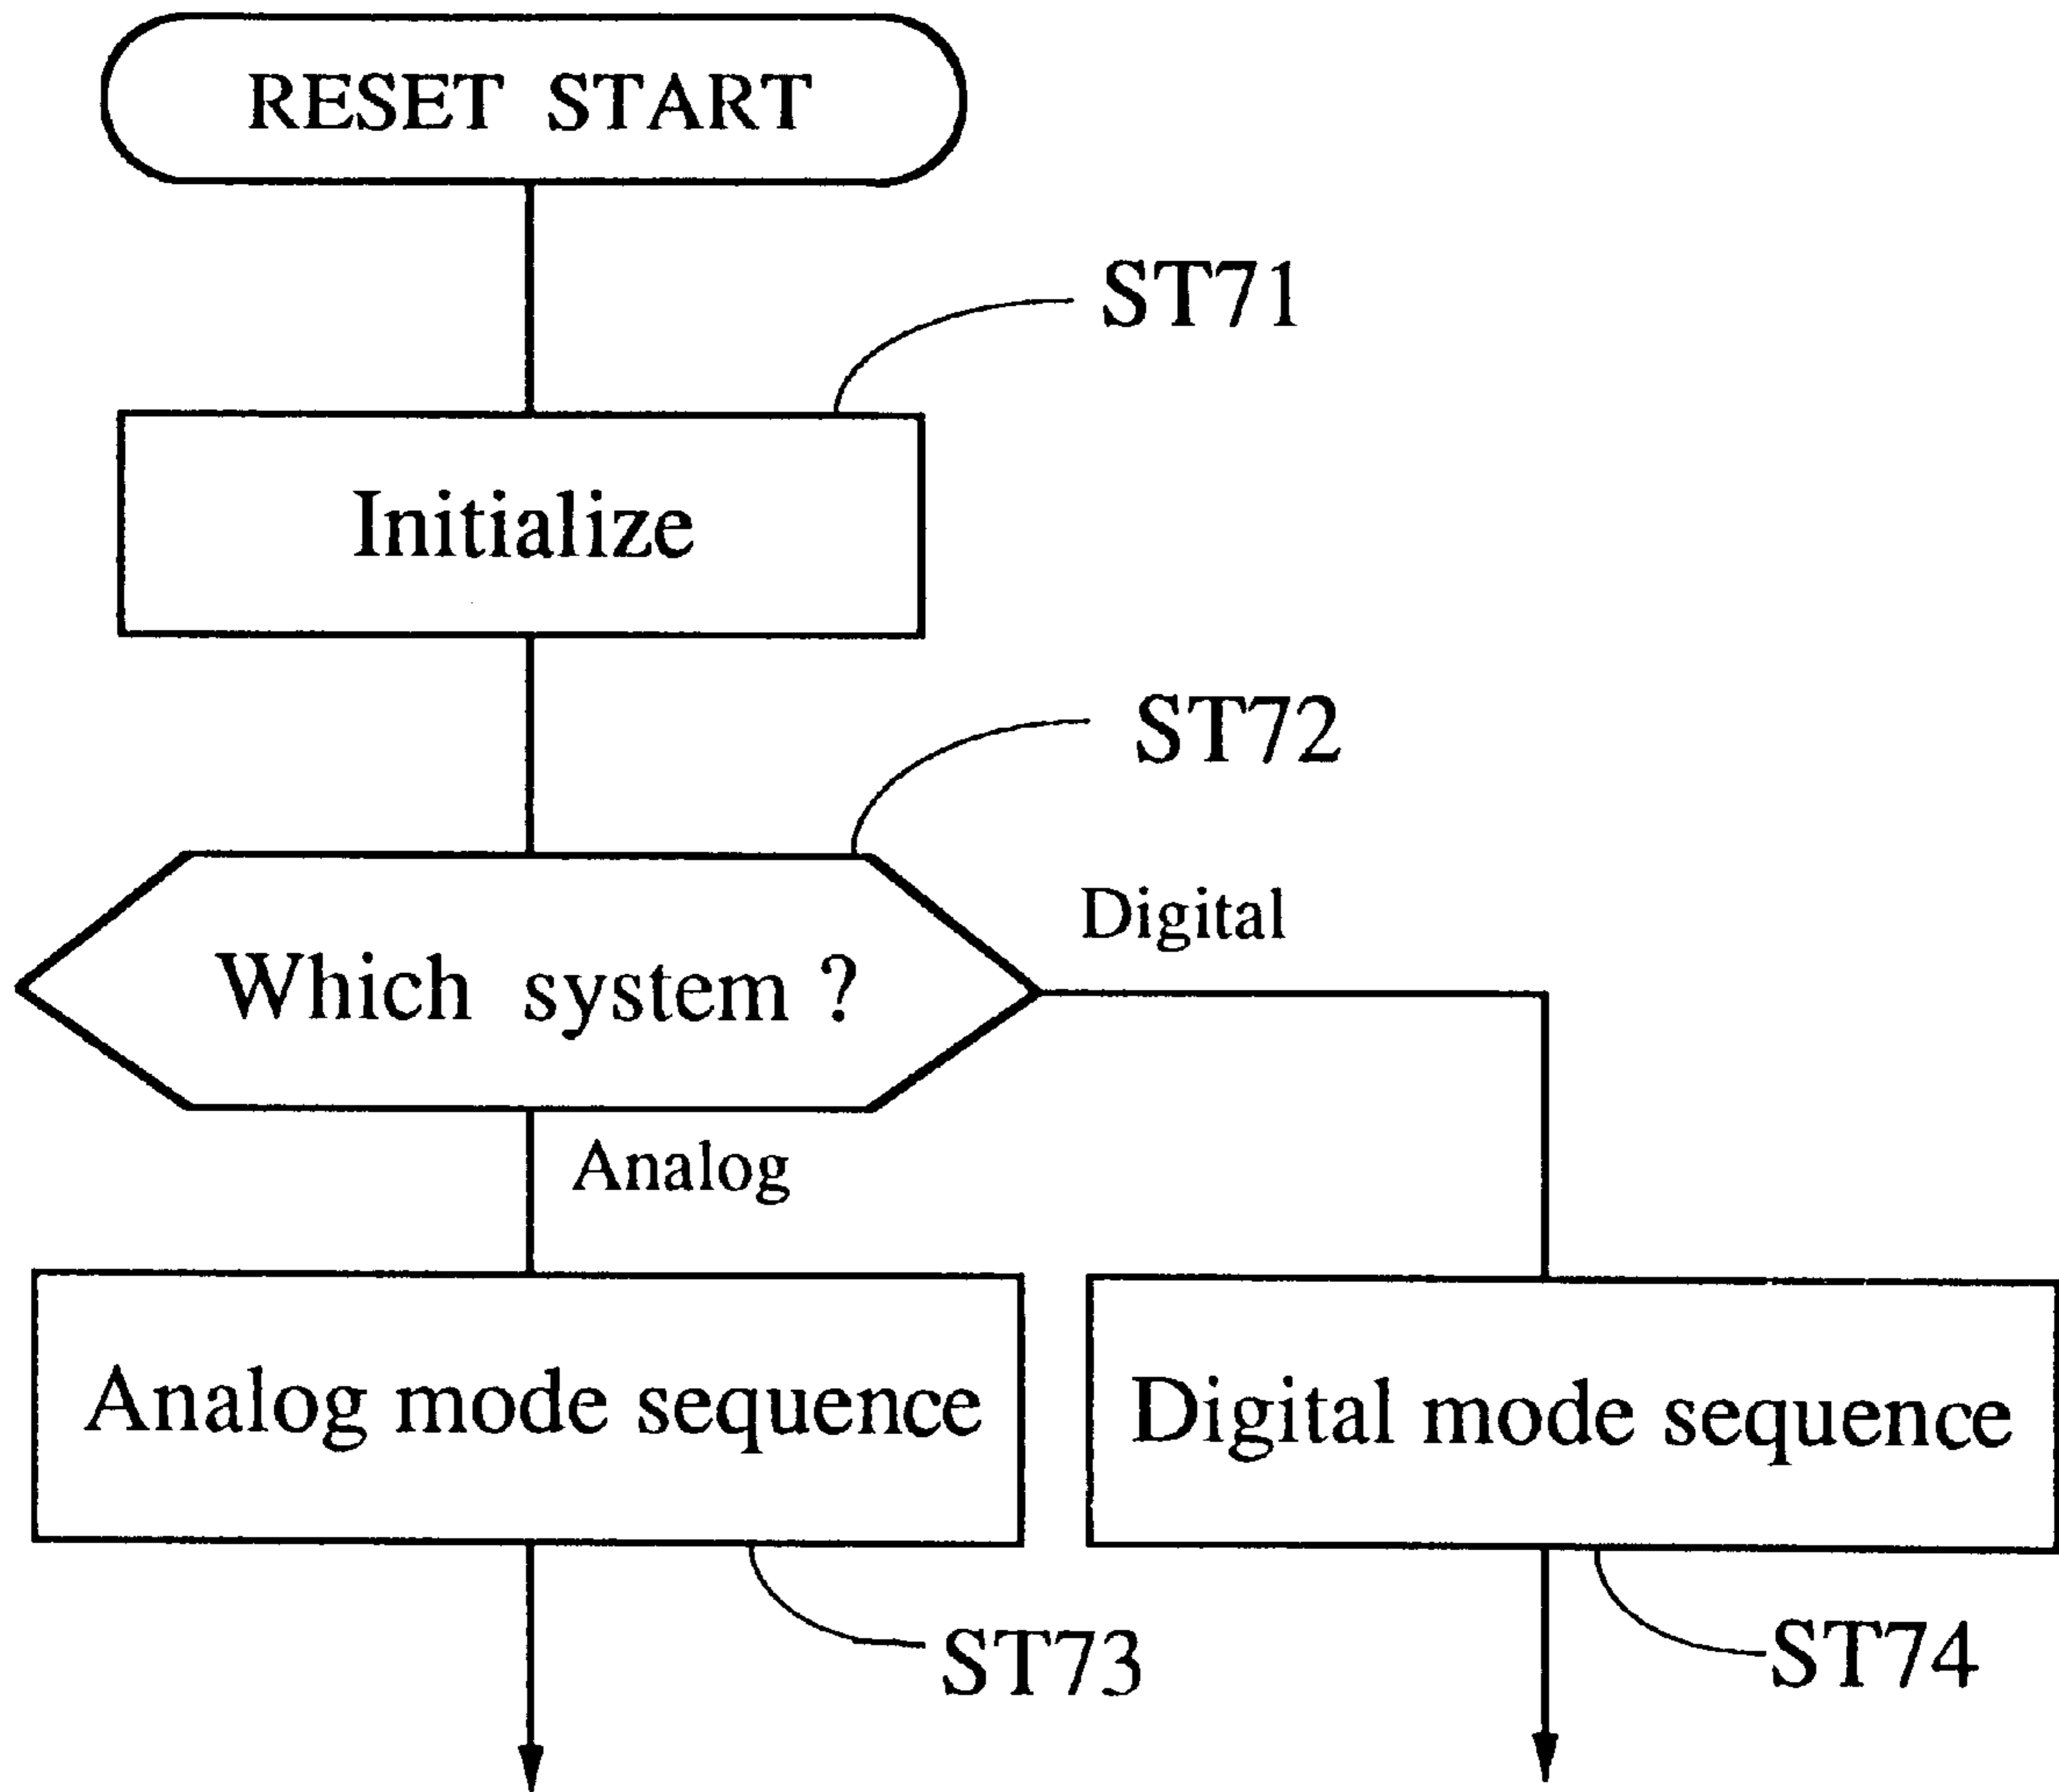 RESET START
ST71
Initialize
ST72
Digital
Which system ?
Analog
Analog mode sequence
Digital mode sequence
ST73
ST74